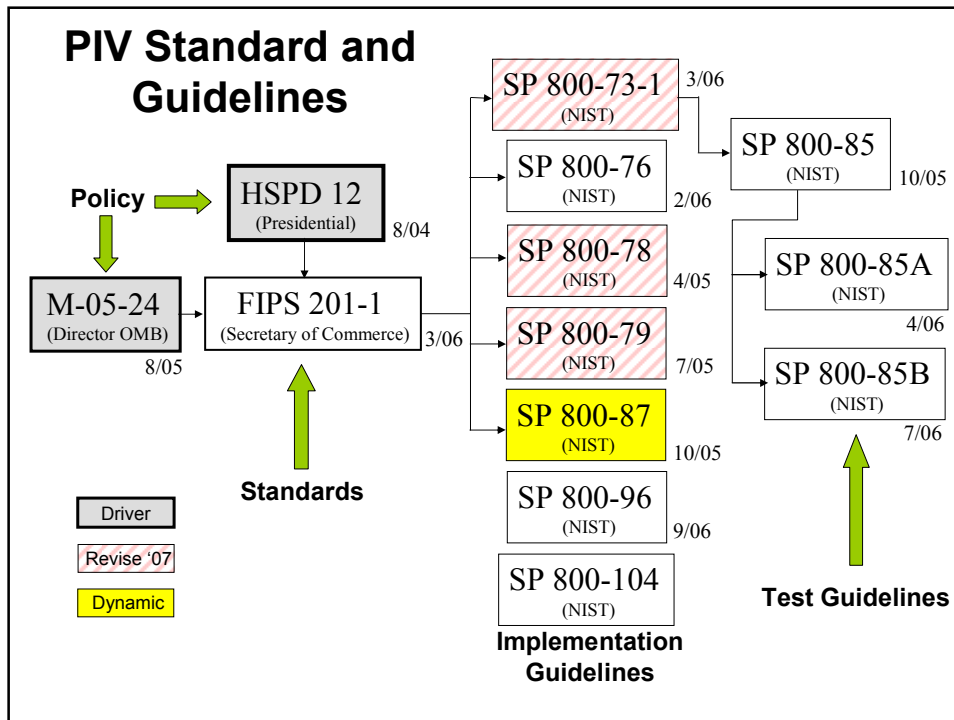 PIV Standard and
Guidelines
Policy
HSPD 12
(Presidential)
8/04
M-05-24
(Director OMB)
8/05
FIPS 201-1
(Secretary of Commerce)
3/06
Standards
Driver
Revise ‘07
Dynamic
SP 800-73-1
(NIST)
3/06
SP 800-76
(NIST)
2/06
SP 800-78
(NIST)
4/05
SP 800-79
(NIST)
7/05
SP 800-87
(NIST)
10/05
SP 800-96
(NIST)
9/06
SP 800-104
(NIST)
Implementation
Guidelines
SP 800-85
(NIST)
10/05
SP 800-85A
(NIST)
4/06
SP 800-85B
(NIST)
7/06
Test Guidelines